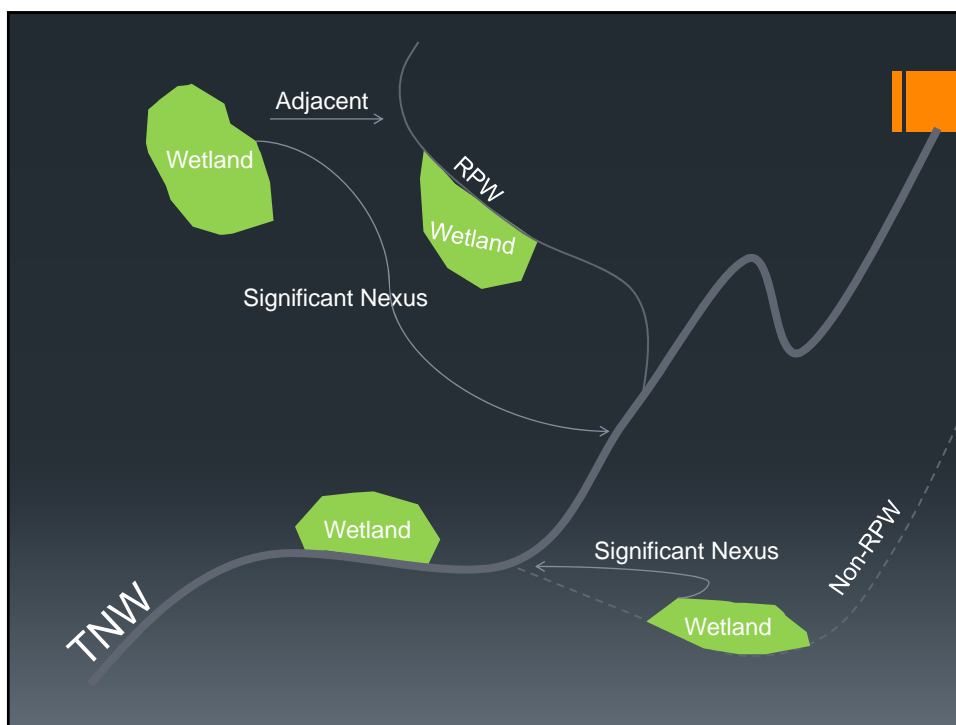 Adjacent
Wetland
RPW
Wetland
Significant Nexus
Wetland
Significant Nexus
Non-RPW
TNW
Wetland